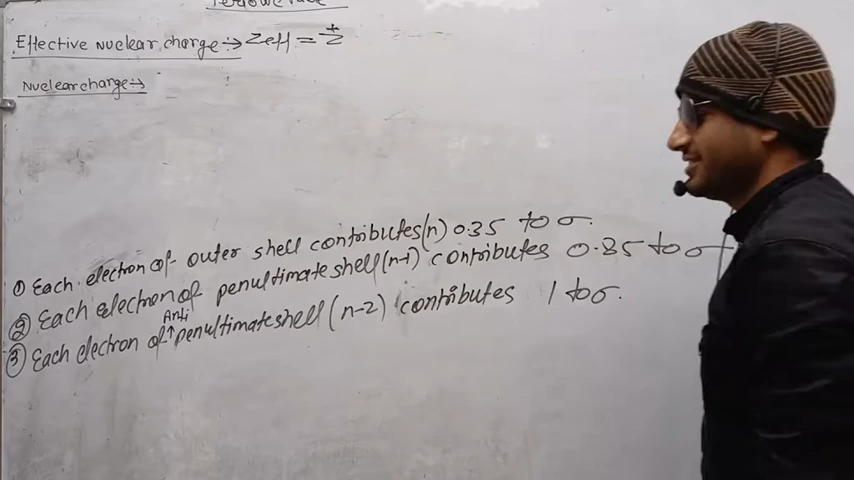 Effective nuclear charge :→ Zeff = Z
Nuclear charge :→
① Each electron of outer shell contributes (n) 0.35 to σ.
② Each electron of penultimate shell (n-1) contributes 0.85 to σ
③ Each electron of ↑ Anti penultimate shell (n-2) contributes 1 to σ.